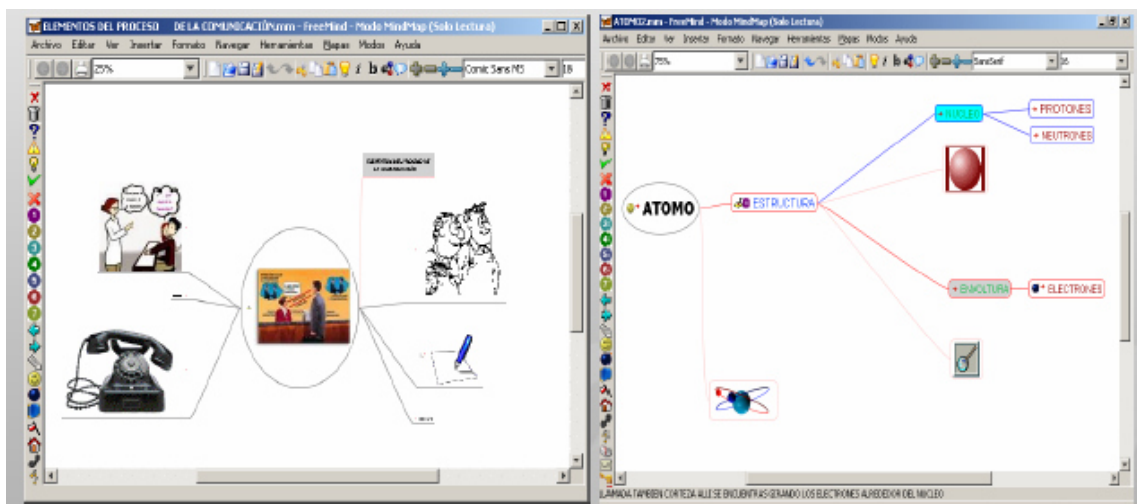 ELEMENTOS DEL PROCESO DE LA COMUNICACIÓN.mm - FreeMind - Modo MindMap (Solo Lectura)
Archivo Editar Ver Insertar Formato Navegar Herramientas Mapas Modos Ayuda
25%
Comic Sans MS
18
ATOMO2.mm - FreeMind - Modo MindMap (Solo Lectura)
Archivo Editar Ver Insertar Formato Navegar Herramientas Mapas Modos Ayuda
75%
SansSerif
16
NUCLEO
PROTONES
NEUTRONES
ATOMO
ESTRUCTURA
ENVOLTURA
ELECTRONES
LLAMADA TAMBIEN CORTEZA ALLI SE ENCUENTRAS GIRANDO LOS ELECTRONES ALREDEDOR DEL NUCLEO